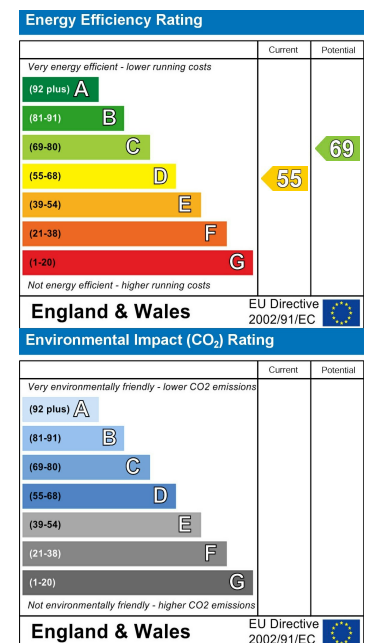 Energy Efficiency Rating
Current Potential
Very energy efficient - lower running costs
(92 plus) A
(81-91) B
(69-80) C
69
(55-68) D
55
(39-54) E
(21-38) F
(1-20) G
Not energy efficient - higher running costs
England & Wales
EU Directive
2002/91/EC
Environmental Impact (CO₂) Rating
Current Potential
Very environmentally friendly - lower CO2 emissions
(92 plus) A
(81-91) B
(69-80) C
(55-68) D
(39-54) E
(21-38) F
(1-20) G
Not environmentally friendly - higher CO2 emissions
England & Wales
EU Directive
2002/91/EC